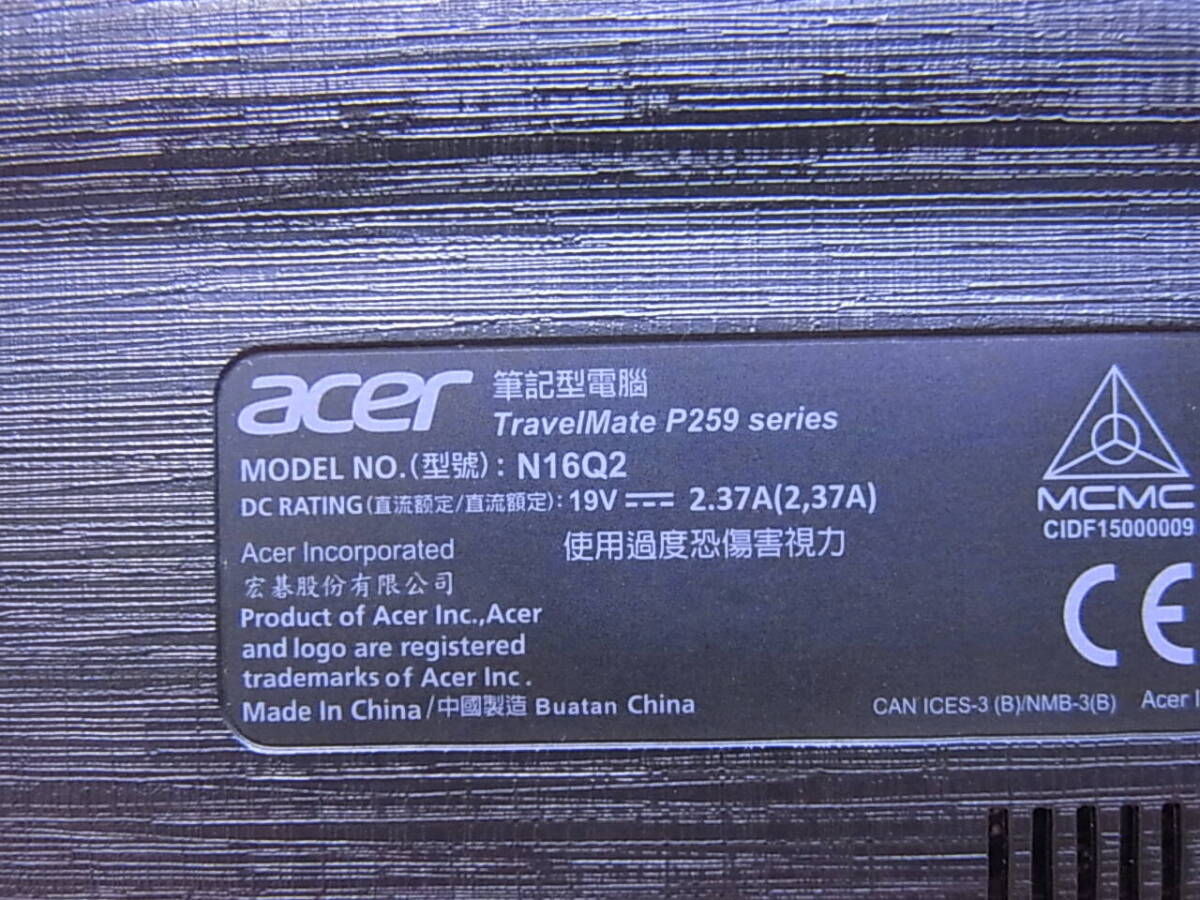 acer 筆記型電腦
TravelMate P259 series
MODEL NO.(型號): N16Q2
DC RATING(直流额定/直流額定): 19V ⎓ 2.37A(2,37A)
Acer Incorporated 使用過度恐傷害視力
宏碁股份有限公司
Product of Acer Inc.,Acer
and logo are registered
trademarks of Acer Inc.
Made In China/中國製造 Buatan China
MCMC
CIDF15000009
CE
CAN ICES-3 (B)/NMB-3(B) Acer